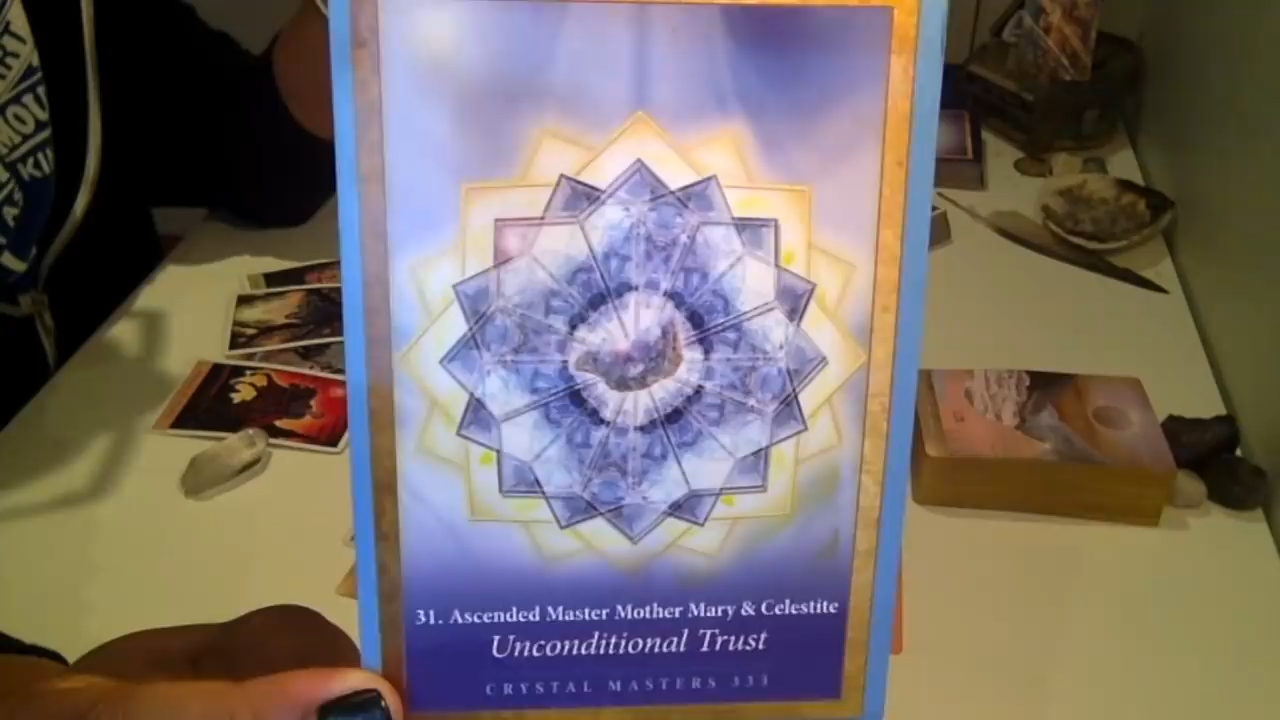 31. Ascended Master Mother Mary & Celestite
Unconditional Trust
CRYSTAL MASTERS 333